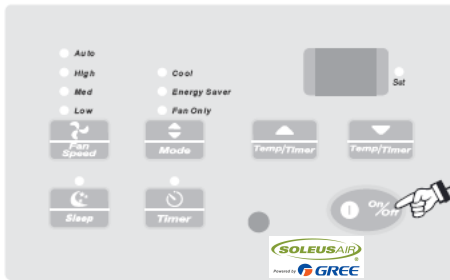 Auto
High
Med
Low
Fan
Speed
Cool
Energy Saver
Fan Only
Mode
Set
Temp/Timer
Temp/Timer
Sleep
Timer
On/Off
SOLEUSAIR
Powered by GREE